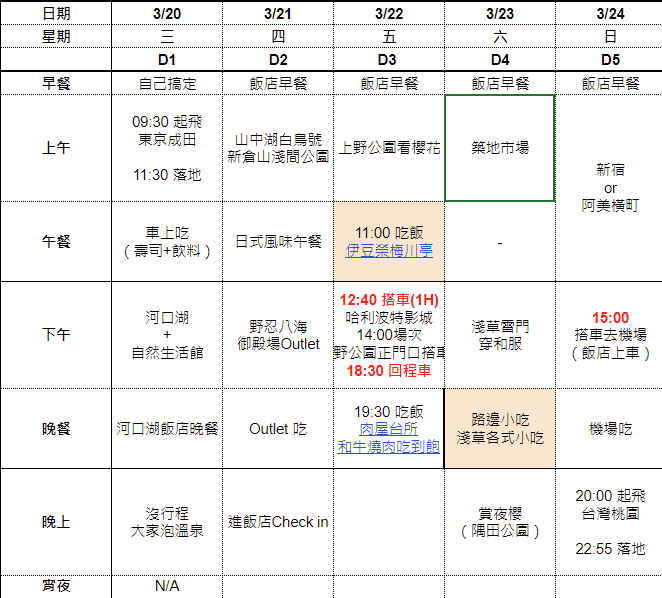 日期 3/20 3/21 3/22 3/23 3/24
星期 三 四 五 六 日
D1 D2 D3 D4 D5
早餐 自己搞定 飯店早餐 飯店早餐 飯店早餐 飯店早餐
上午
09:30 起飛
東京成田
11:30 落地
山中湖白鳥號
新倉山淺間公園
上野公園看櫻花
築地市場
新宿
or
阿美橫町
午餐
車上吃
（壽司+飲料）
日式風味午餐
11:00 吃飯
伊豆榮梅川亭
-
下午
河口湖
+
自然生活館
野忍八海
御殿場Outlet
12:40 搭車(1H)
哈利波特影城
14:00場次
野公園正門口搭車
18:30 回程車
淺草雷門
穿和服
15:00
搭車去機場
（飯店上車）
晚餐
河口湖飯店晚餐
Outlet 吃
19:30 吃飯
肉屋台所
和牛燒肉吃到飽
路邊小吃
淺草各式小吃
機場吃
晚上
沒行程
大家泡溫泉
進飯店Check in
賞夜櫻
（隅田公園）
20:00 起飛
台灣桃園
22:55 落地
宵夜 N/A